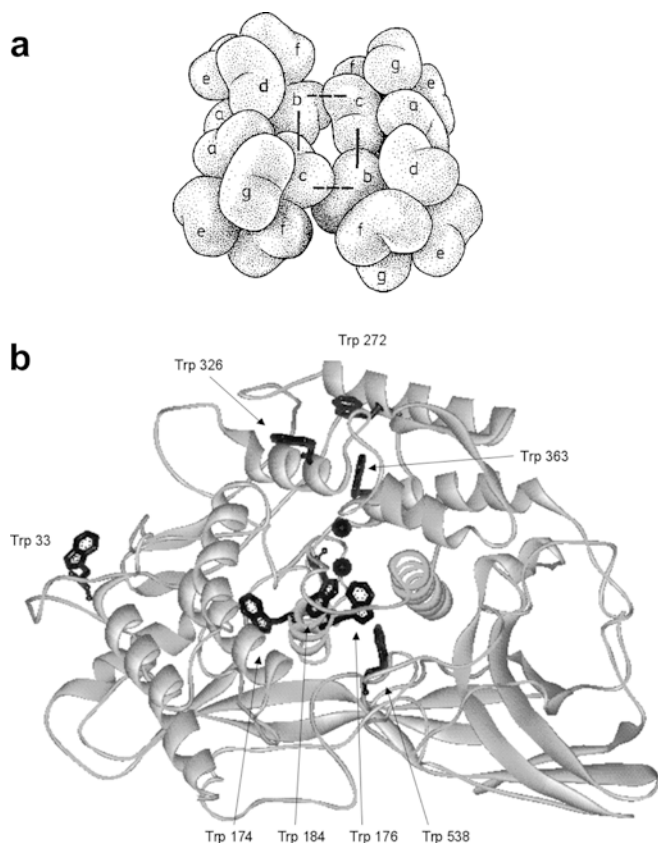 a
f
f g
e d e
b c
a a
a d
c b
g
e f f
e
g
b
Trp 272
Trp 326
Trp 363
Trp 33
Trp 174 Trp 184 Trp 176 Trp 538